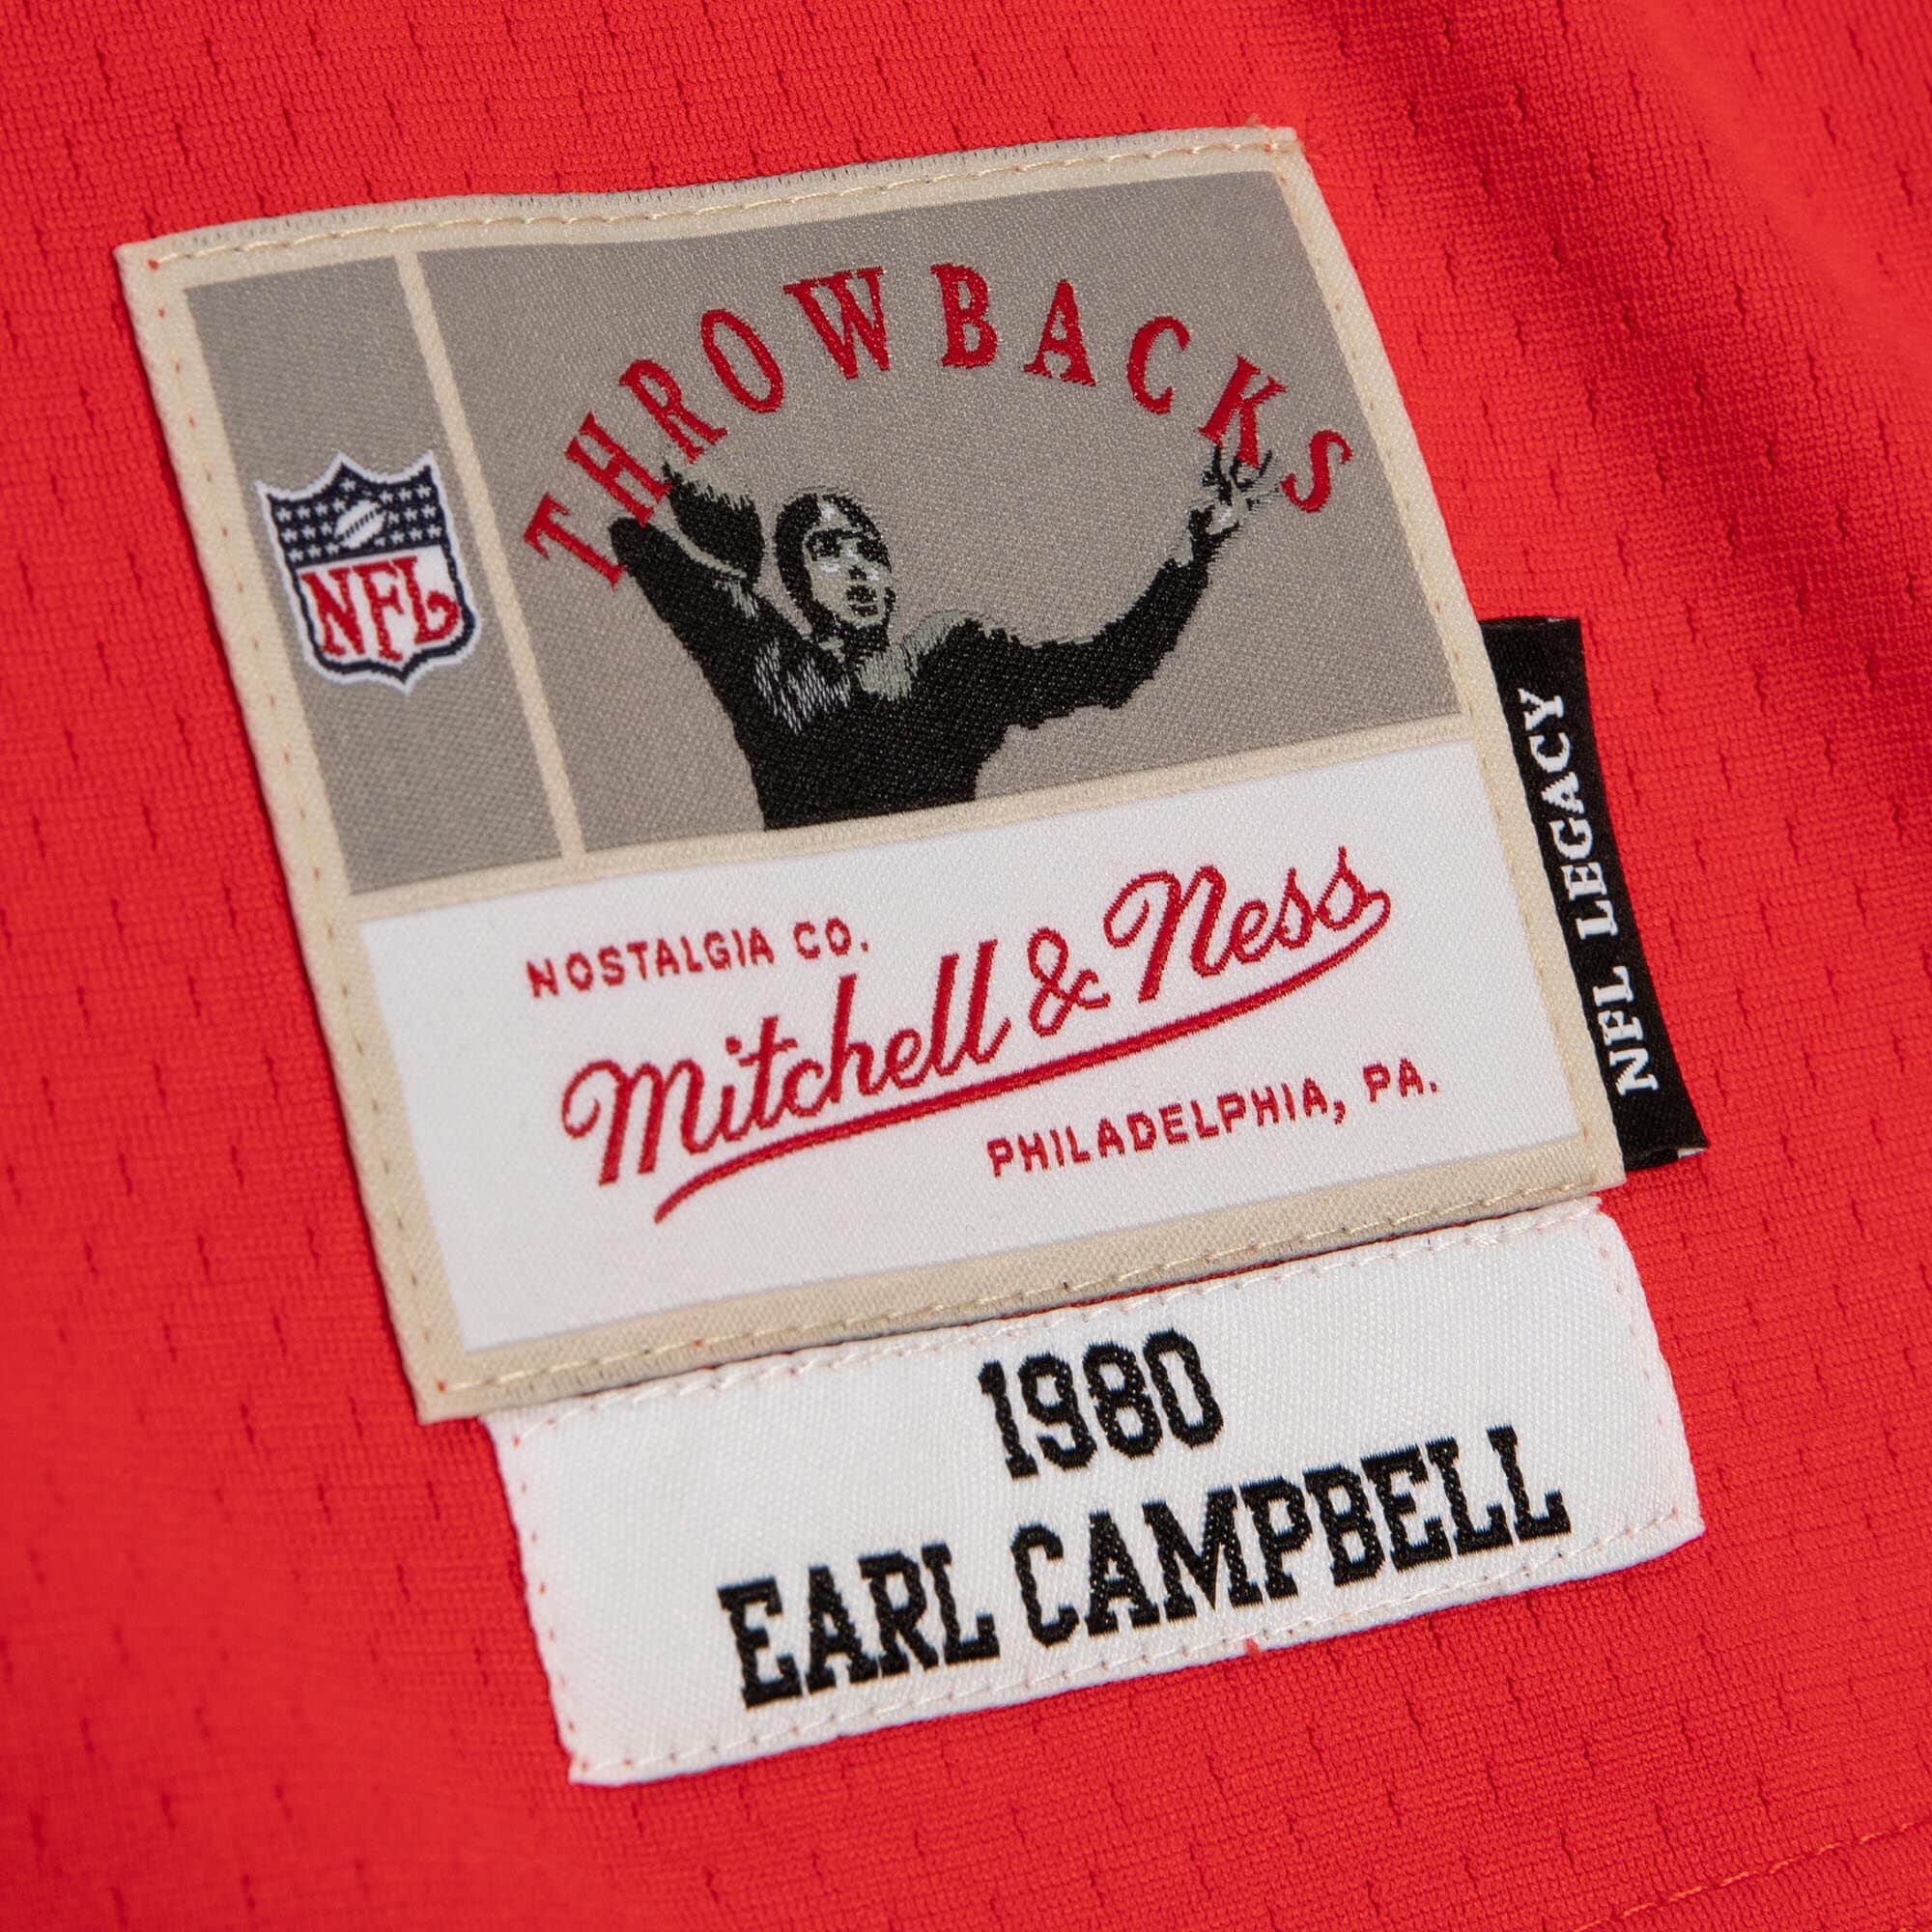 THROWBACKS
NFL
NOSTALGIA CO.
Mitchell & Ness
PHILADELPHIA, PA.
NFL LEGACY
1980
EARL CAMPBELL